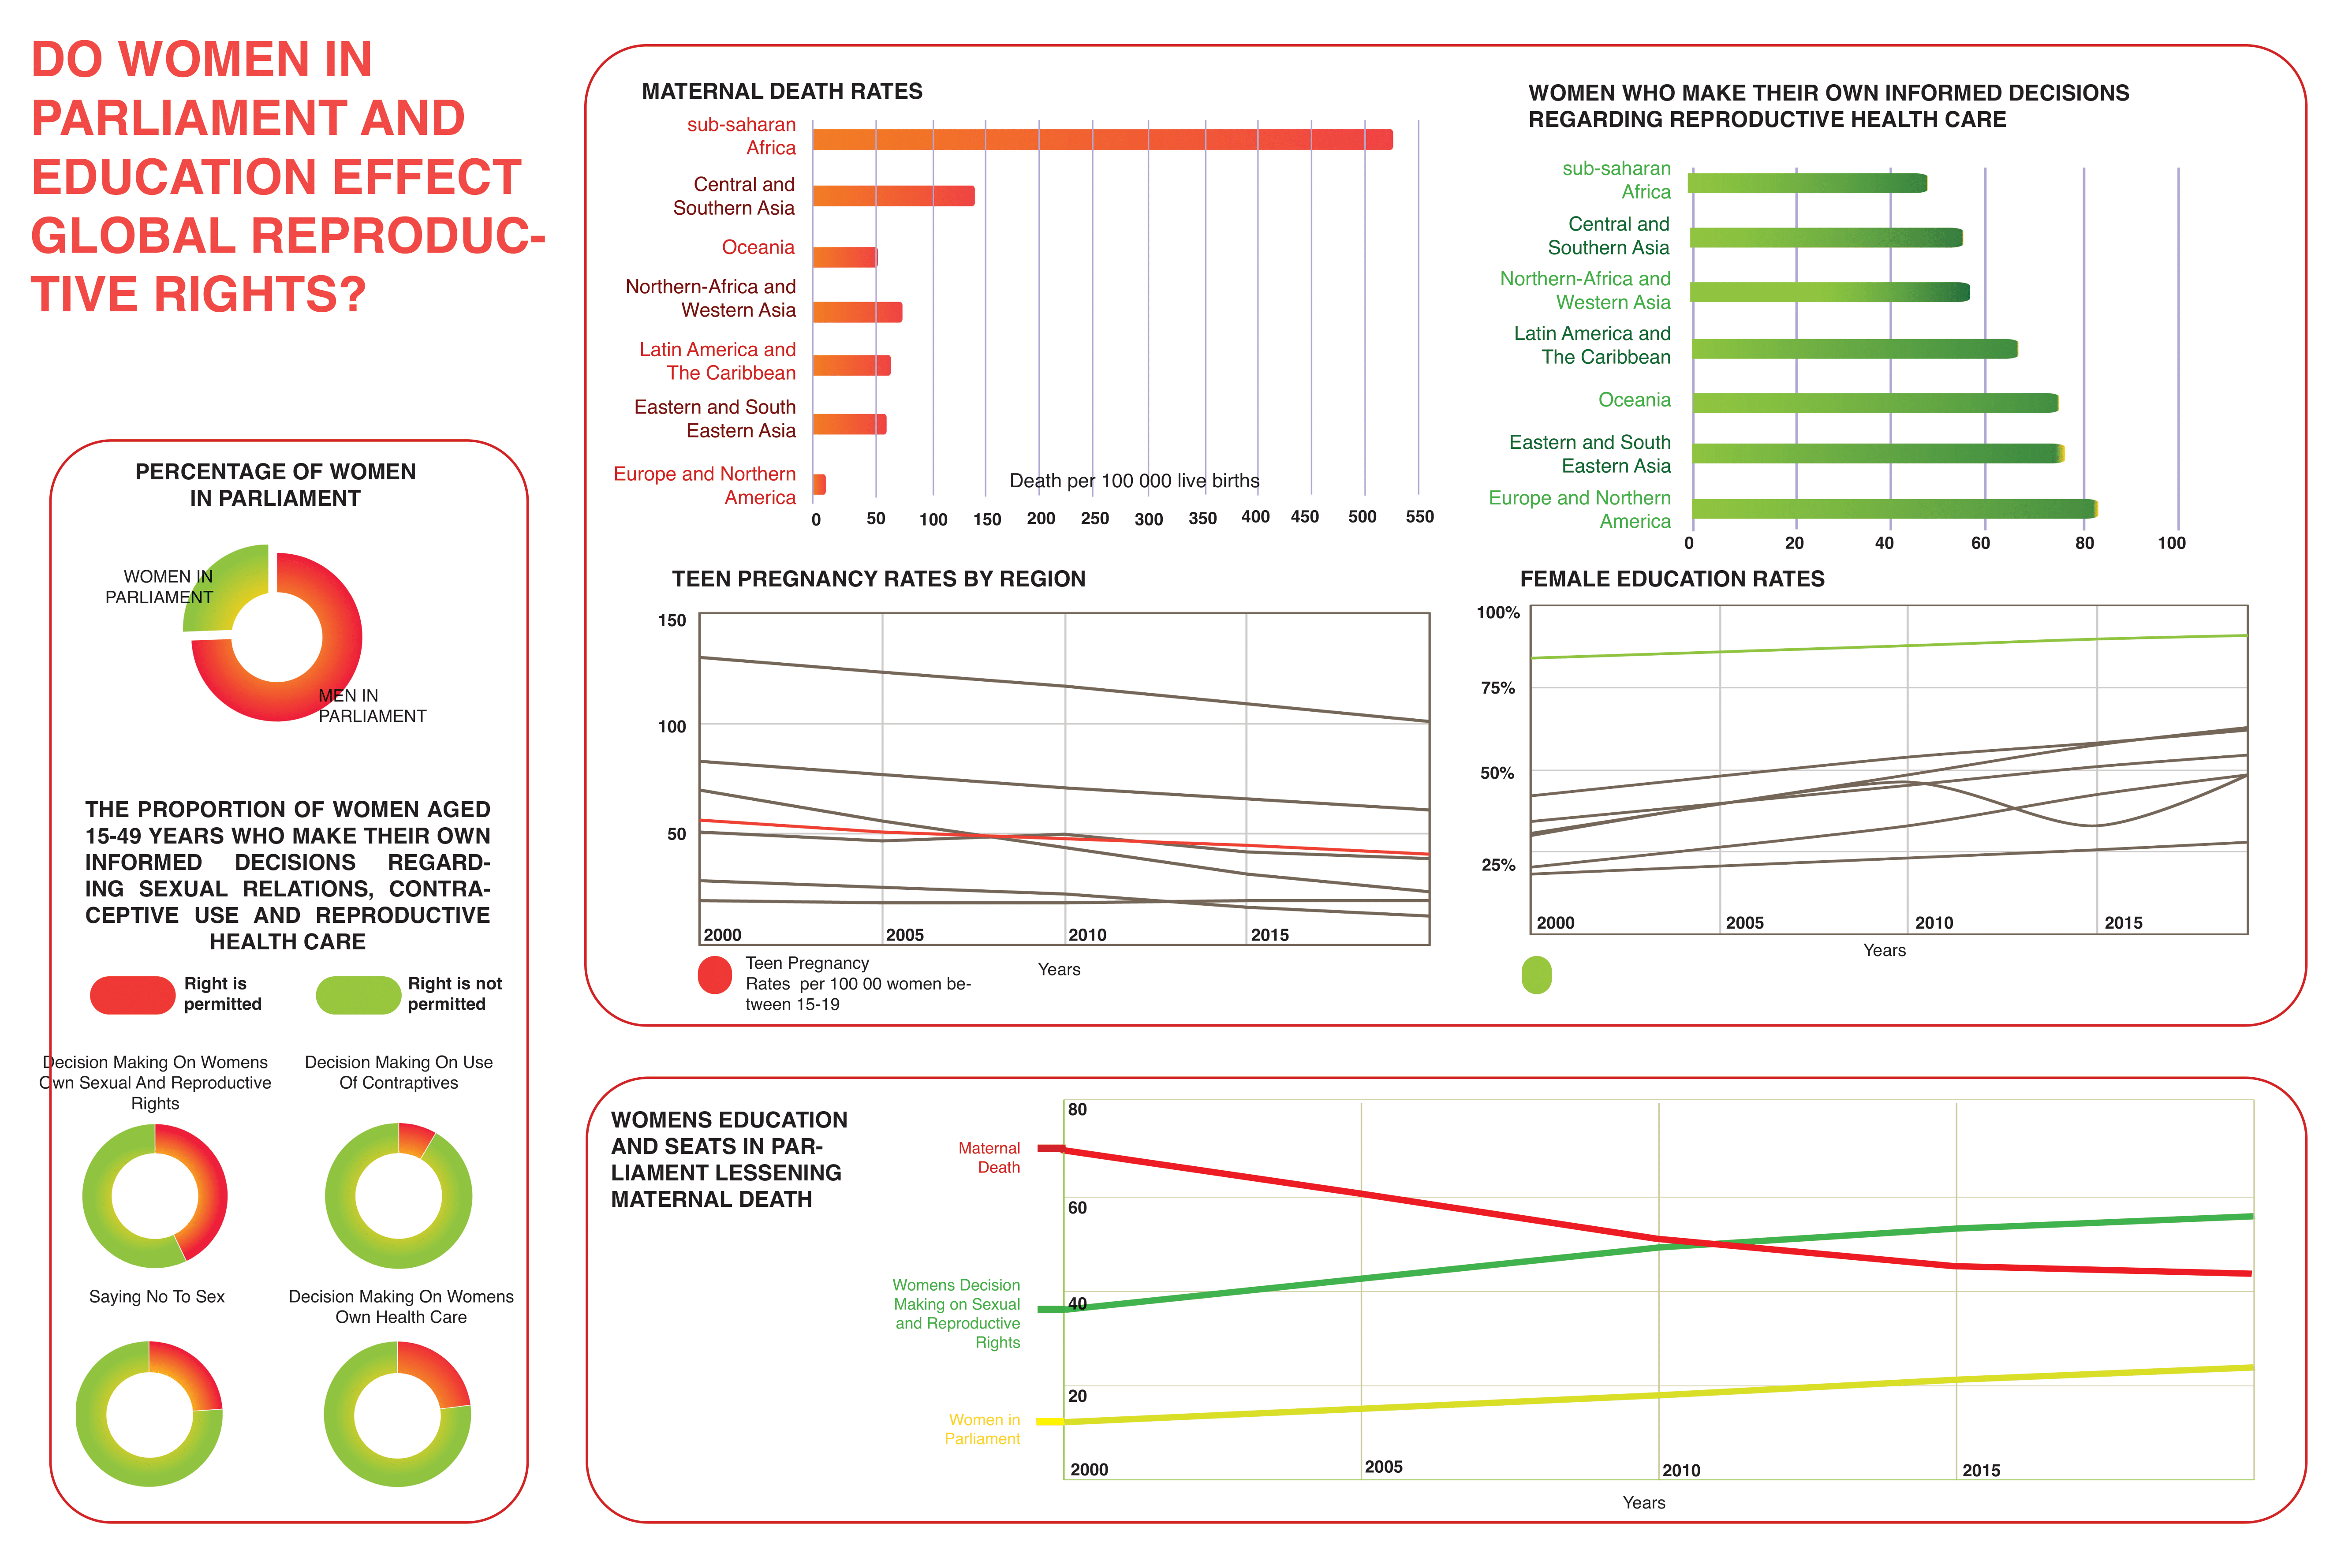 DO WOMEN IN
PARLIAMENT AND
EDUCATION EFFECT
GLOBAL REPRODUC-
TIVE RIGHTS?
PERCENTAGE OF WOMEN
IN PARLIAMENT
WOMEN IN
PARLIAMENT
MEN IN
PARLIAMENT
THE PROPORTION OF WOMEN AGED
15-49 YEARS WHO MAKE THEIR OWN
INFORMED DECISIONS REGARD-
ING SEXUAL RELATIONS, CONTRA-
CEPTIVE USE AND REPRODUCTIVE
HEALTH CARE
Right is
permitted
Right is not
permitted
Decision Making On Womens
Own Sexual And Reproductive
Rights
Decision Making On Use
Of Contraptives
Saying No To Sex
Decision Making On Womens
Own Health Care
MATERNAL DEATH RATES
sub-saharan
Africa
Central and
Southern Asia
Oceania
Northern-Africa and
Western Asia
Latin America and
The Caribbean
Eastern and South
Eastern Asia
Europe and Northern
America
Death per 100 000 live births
0 50 100 150 200 250 300 350 400 450 500 550
WOMEN WHO MAKE THEIR OWN INFORMED DECISIONS
REGARDING REPRODUCTIVE HEALTH CARE
sub-saharan
Africa
Central and
Southern Asia
Northern-Africa and
Western Asia
Latin America and
The Caribbean
Oceania
Eastern and South
Eastern Asia
Europe and Northern
America
0 20 40 60 80 100
TEEN PREGNANCY RATES BY REGION
150
100
50
2000 2005 2010 2015
Years
Teen Pregnancy
Rates per 100 00 women be-
tween 15-19
FEMALE EDUCATION RATES
100%
75%
50%
25%
2000 2005 2010 2015
Years
WOMENS EDUCATION
AND SEATS IN PAR-
LIAMENT LESSENING
MATERNAL DEATH
Maternal
Death
Womens Decision
Making on Sexual
and Reproductive
Rights
Women in
Parliament
80
60
40
20
2000 2005 2010 2015
Years